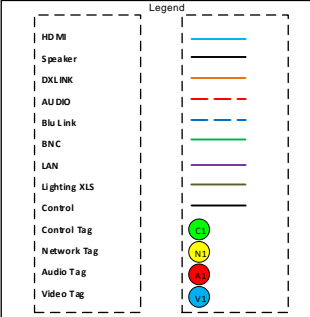 Legend
HDMI
Speaker
DXLINK
AUDIO
Blu Link
BNC
LAN
Lighting XLS
Control
Control Tag C1
Network Tag N1
Audio Tag A1
Video Tag V1